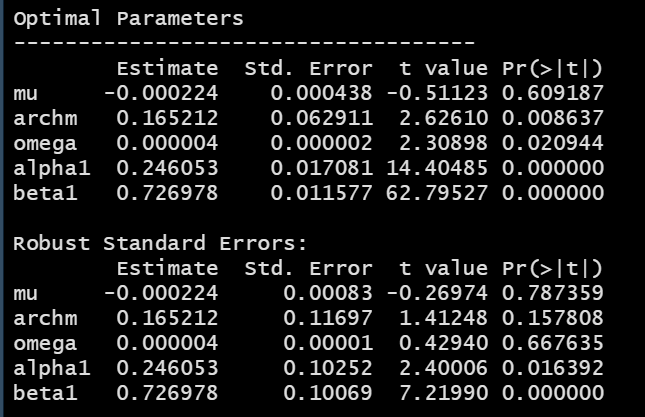 Optimal Parameters
------------------------------------
Estimate Std. Error t value Pr(>|t|)
mu -0.000224 0.000438 -0.51123 0.609187
archm 0.165212 0.062911 2.62610 0.008637
omega 0.000004 0.000002 2.30898 0.020944
alpha1 0.246053 0.017081 14.40485 0.000000
beta1 0.726978 0.011577 62.79527 0.000000
Robust Standard Errors:
Estimate Std. Error t value Pr(>|t|)
mu -0.000224 0.00083 -0.26974 0.787359
archm 0.165212 0.11697 1.41248 0.157808
omega 0.000004 0.00001 0.42940 0.667635
alpha1 0.246053 0.10252 2.40006 0.016392
beta1 0.726978 0.10069 7.21990 0.000000